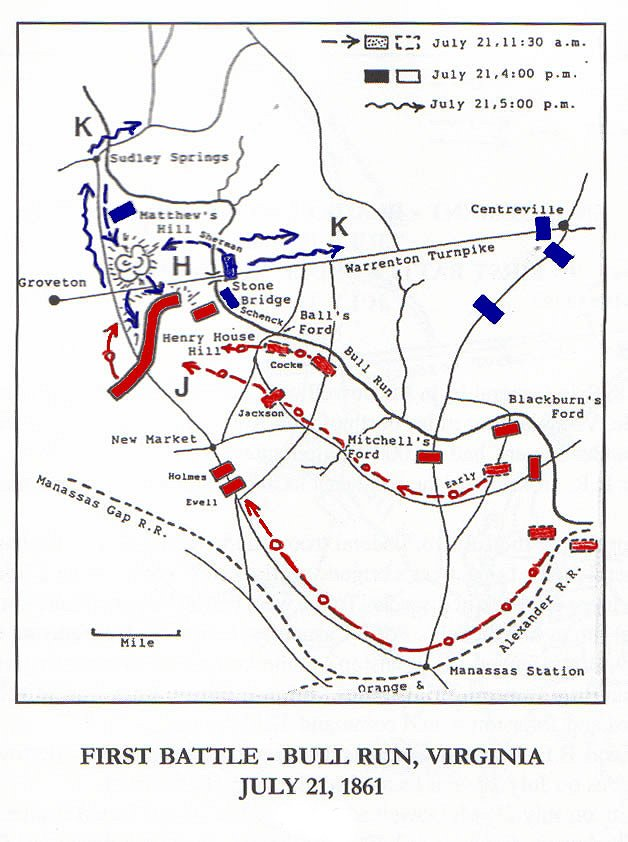 July 21,11:30 a.m.
July 21,4:00 p.m.
July 21,5:00 p.m.
K
Sudley Springs
Matthew's
Hill
Sherman
K
Centreville
H
Warrenton Turnpike
Groveton
Stone
Bridge
Schenck
Ball's
Ford
Henry House
Hill
Cocke
Bull Run
J
Jackson
Blackburn's
Ford
New Market
Mitchell's
Ford
Holmes
Early
Ewell
Manassas Gap R.R.
Alexander R.R.
Mile
Manassas Station
Orange &
FIRST BATTLE - BULL RUN, VIRGINIA
JULY 21, 1861